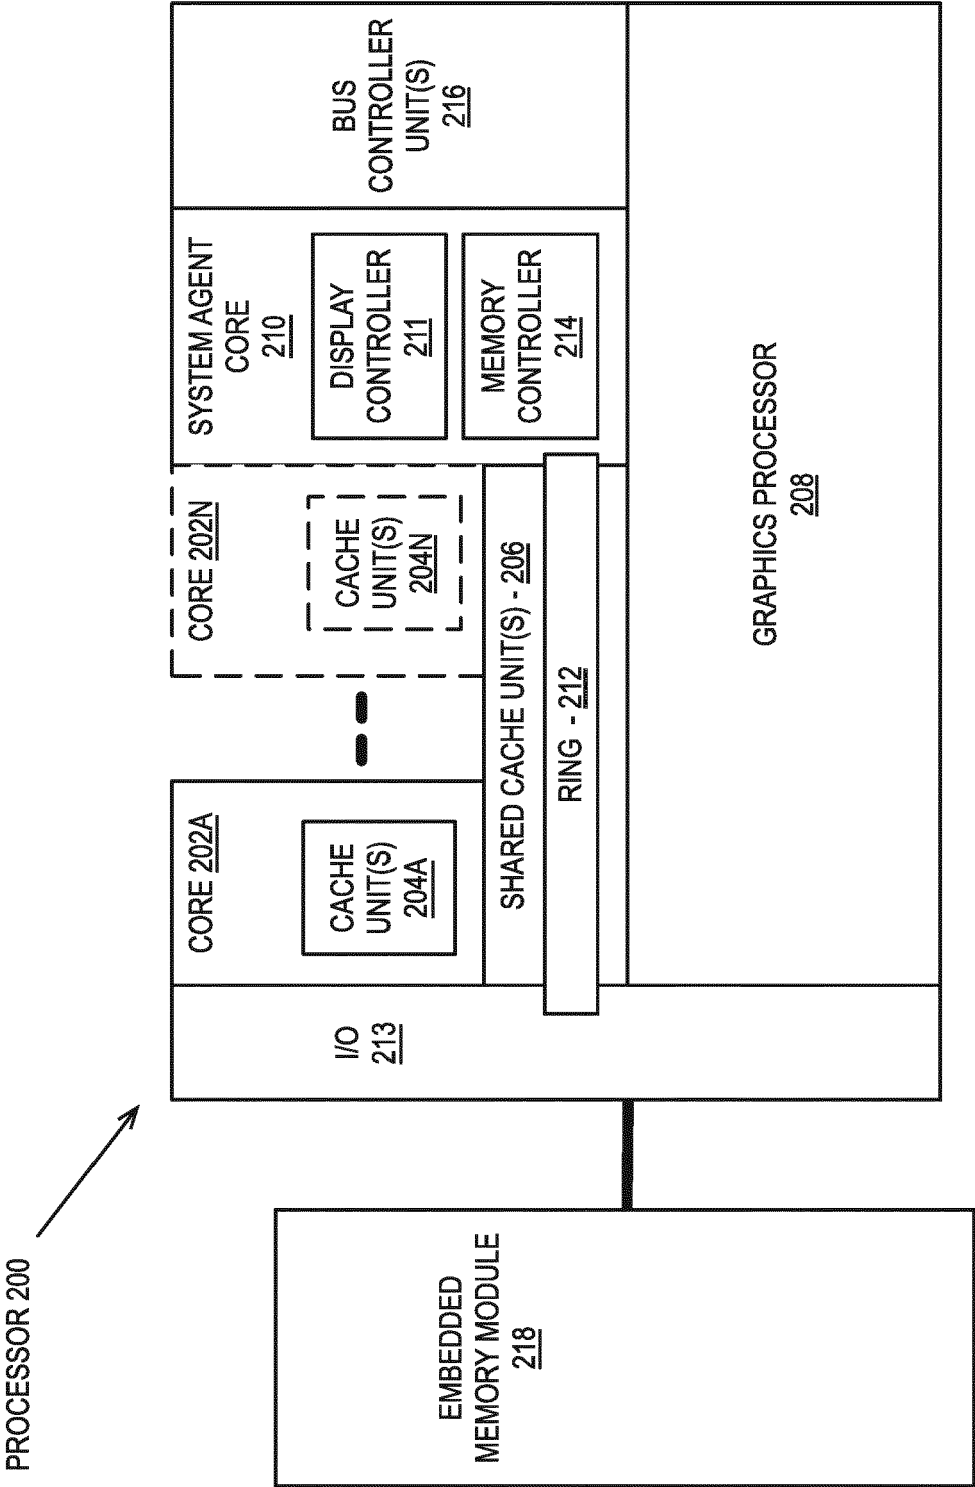 PROCESSOR 200
EMBEDDED
MEMORY MODULE
218
I/O
213
CORE 202A
CACHE
UNIT(S)
204A
CORE 202N
CACHE
UNIT(S)
204N
SHARED CACHE UNIT(S) - 206
RING - 212
SYSTEM AGENT
CORE
210
DISPLAY
CONTROLLER
211
MEMORY
CONTROLLER
214
BUS
CONTROLLER
UNIT(S)
216
GRAPHICS PROCESSOR
208